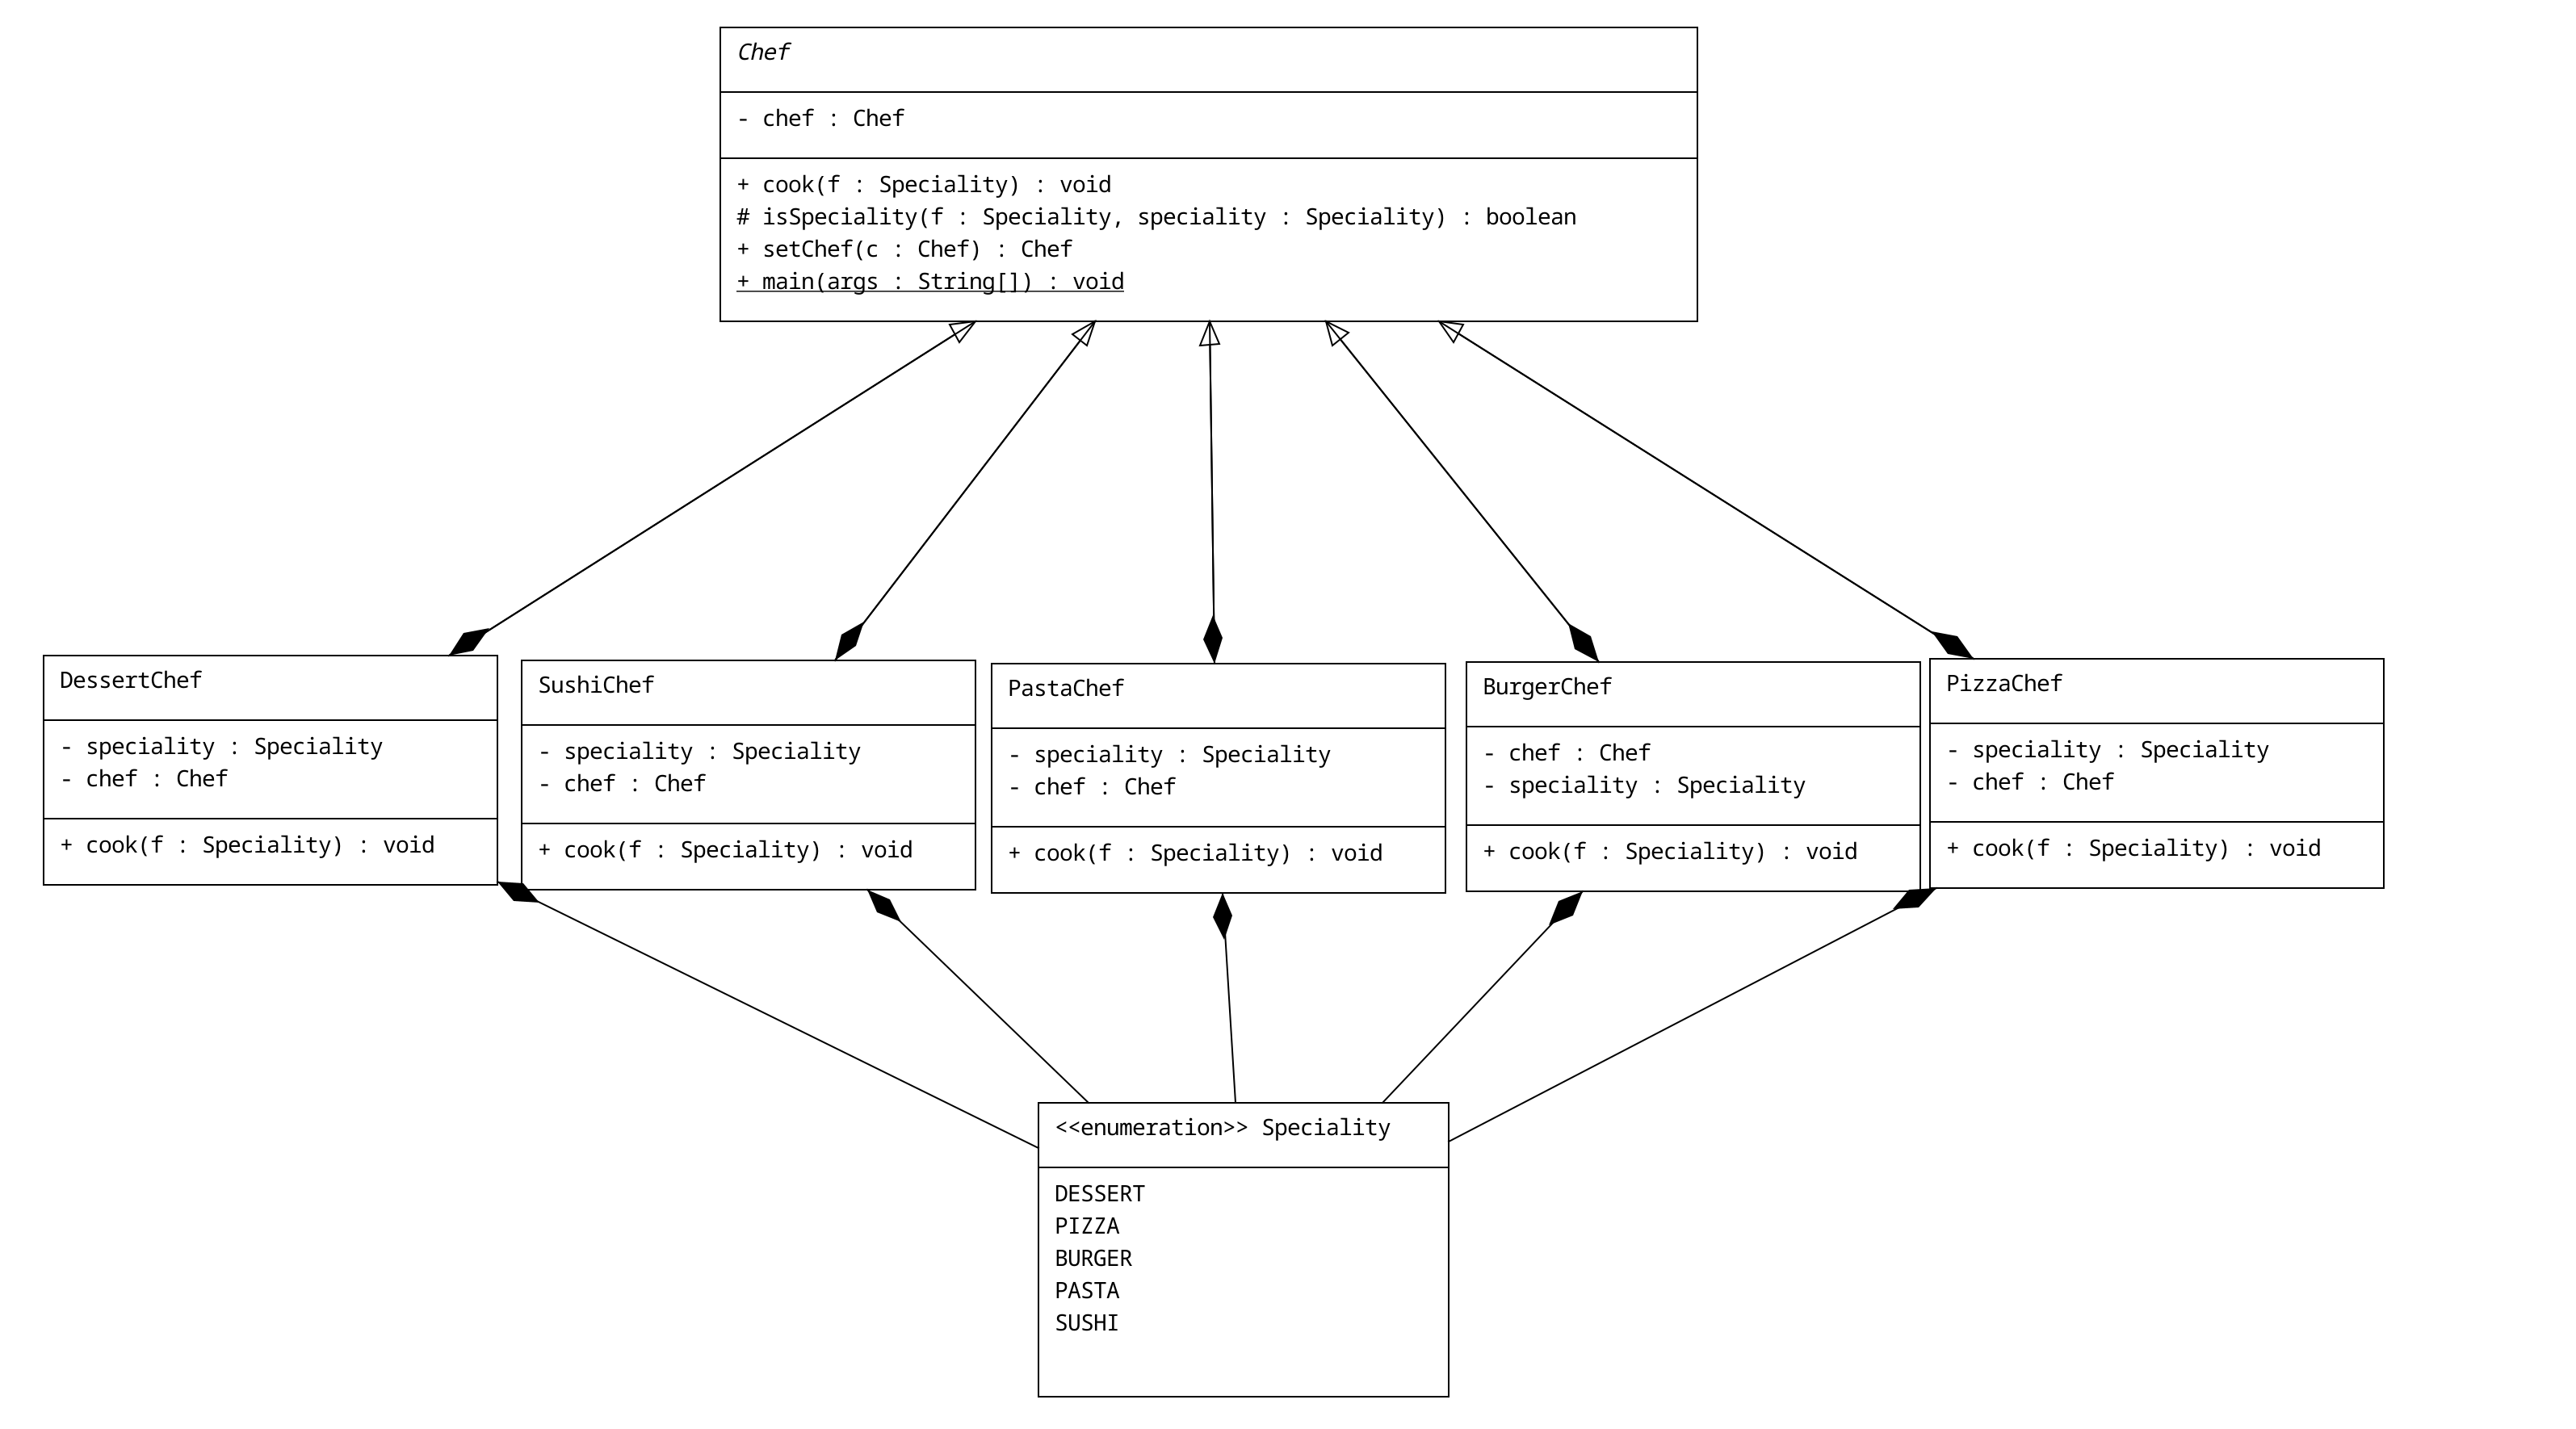 Chef
- chef : Chef
+ cook(f : Speciality) : void
# isSpeciality(f : Speciality, speciality : Speciality) : boolean
+ setChef(c : Chef) : Chef
+ main(args : String[]) : void
DessertChef
- speciality : Speciality
- chef : Chef
+ cook(f : Speciality) : void
SushiChef
- speciality : Speciality
- chef : Chef
+ cook(f : Speciality) : void
PastaChef
- speciality : Speciality
- chef : Chef
+ cook(f : Speciality) : void
BurgerChef
- chef : Chef
- speciality : Speciality
+ cook(f : Speciality) : void
PizzaChef
- speciality : Speciality
- chef : Chef
+ cook(f : Speciality) : void
<<enumeration>> Speciality
DESSERT
PIZZA
BURGER
PASTA
SUSHI